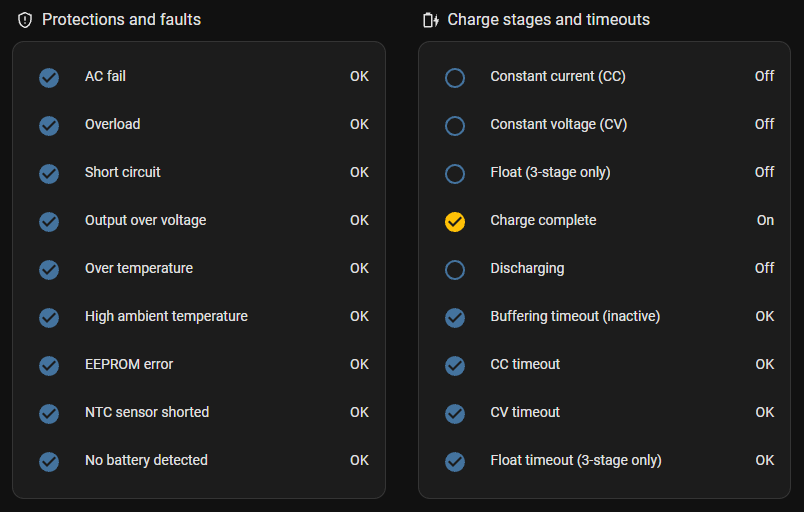 Protections and faults
AC fail OK
Overload OK
Short circuit OK
Output over voltage OK
Over temperature OK
High ambient temperature OK
EEPROM error OK
NTC sensor shorted OK
No battery detected OK
Charge stages and timeouts
Constant current (CC) Off
Constant voltage (CV) Off
Float (3-stage only) Off
Charge complete On
Discharging Off
Buffering timeout (inactive) OK
CC timeout OK
CV timeout OK
Float timeout (3-stage only) OK